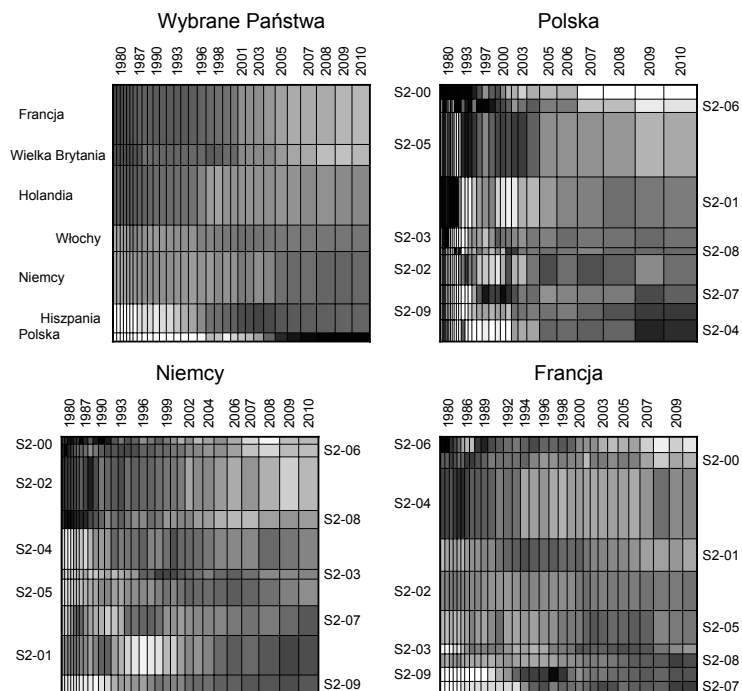 Wybrane Państwa
1980 1987 1990 1993 1996 1998 2001 2003 2005 2007 2008 2009 2010
Francja
Wielka Brytania
Holandia
Włochy
Niemcy
Hiszpania
Polska
Polska
1980 1993 1997 2000 2003 2005 2006 2007 2008 2009 2010
S2-00
S2-06
S2-05
S2-01
S2-03
S2-08
S2-02
S2-07
S2-09
S2-04
Niemcy
1980 1987 1990 1993 1996 1999 2002 2004 2006 2007 2008 2009 2010
S2-00
S2-06
S2-02
S2-08
S2-04
S2-03
S2-05
S2-07
S2-01
S2-09
Francja
1980 1986 1989 1992 1994 1996 1998 2000 2003 2005 2007 2009
S2-06
S2-00
S2-04
S2-01
S2-02
S2-05
S2-03
S2-08
S2-09
S2-07